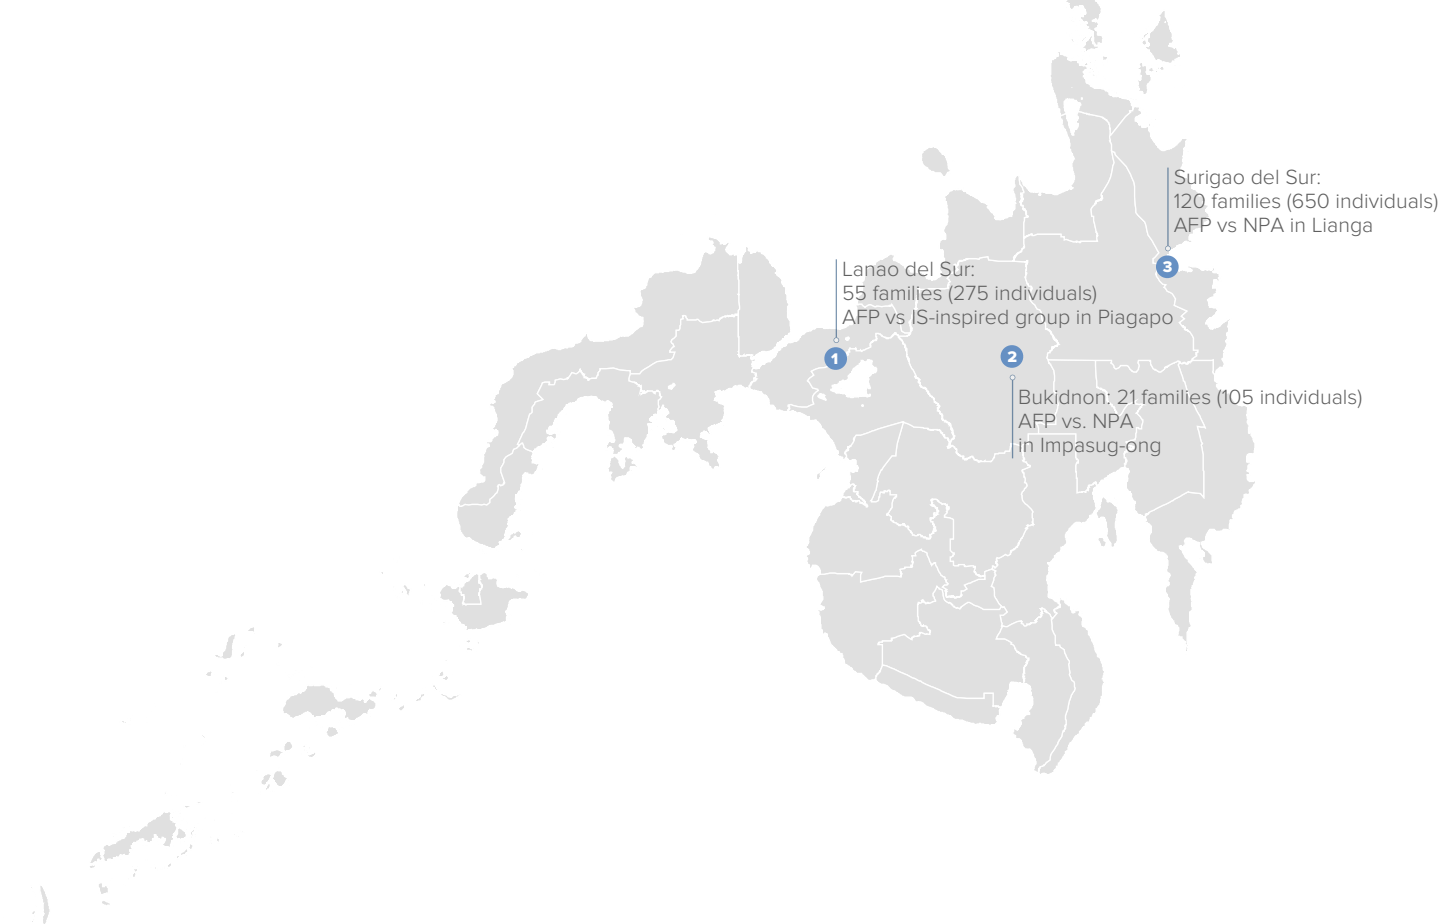 Surigao del Sur:
120 families (650 individuals)
AFP vs NPA in Lianga
3
Lanao del Sur:
55 families (275 individuals)
AFP vs IS-inspired group in Piagapo
1
2
Bukidnon: 21 families (105 individuals)
AFP vs. NPA
in Impasug-ong